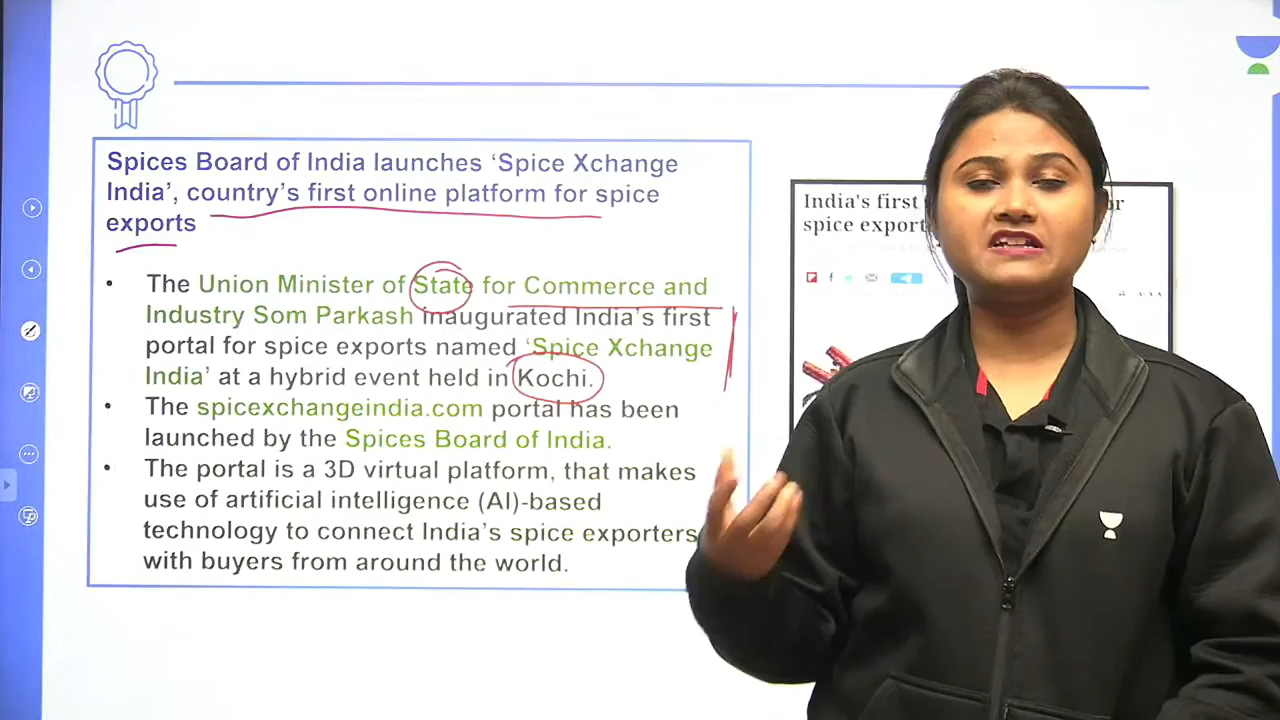 Spices Board of India launches ‘Spice Xchange
India’, country’s first online platform for spice
exports
• The Union Minister of State for Commerce and
Industry Som Parkash inaugurated India’s first
portal for spice exports named ‘Spice Xchange
India’ at a hybrid event held in Kochi.
• The spicexchangeindia.com portal has been
launched by the Spices Board of India.
• The portal is a 3D virtual platform, that makes
use of artificial intelligence (AI)-based
technology to connect India’s spice exporters
with buyers from around the world.
India's first
spice export